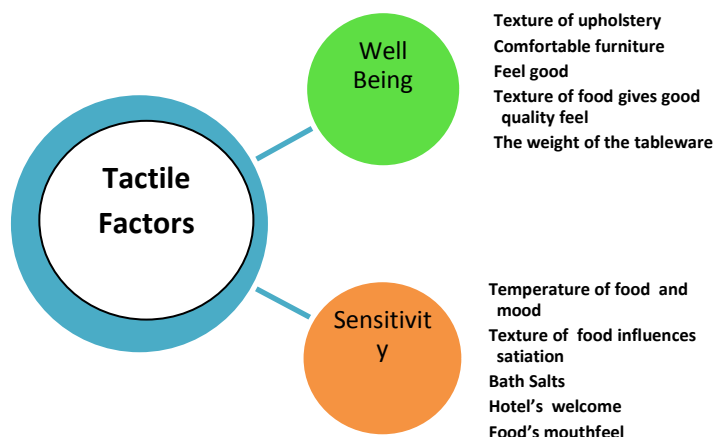 Tactile
Factors
Well
Being
Texture of upholstery
Comfortable furniture
Feel good
Texture of food gives good
quality feel
The weight of the tableware
Sensitivit
y
Temperature of food and
mood
Texture of food influences
satiation
Bath Salts
Hotel's welcome
Food's mouthfeel